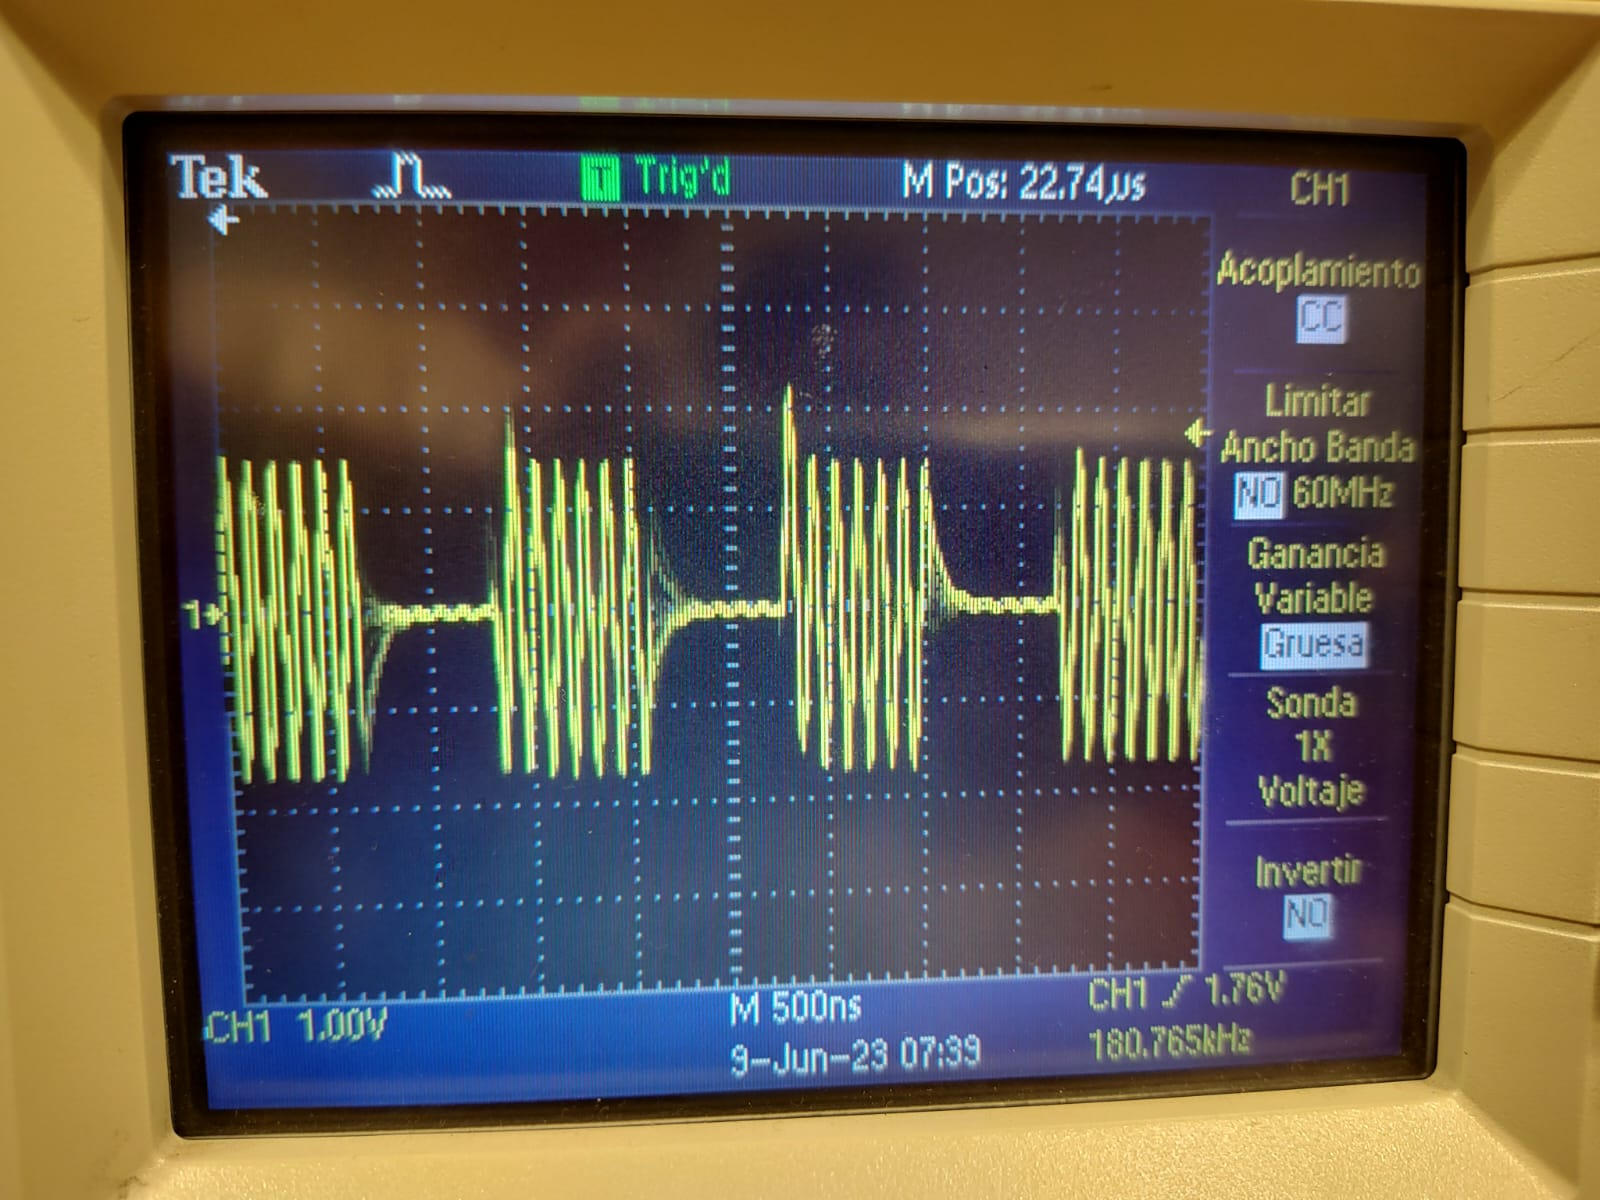 Tek T Trig'd M Pos: 22.74µs CH1
Acoplamiento
CC
Limitar
Ancho Banda
NO 60MHz
Ganancia
Variable
Gruesa
1
Sonda
1X
Voltaje
Invertir
NO
CH1 1.00V M 500ns CH1 1.76V
9-Jun-23 07:39 180.765kHz